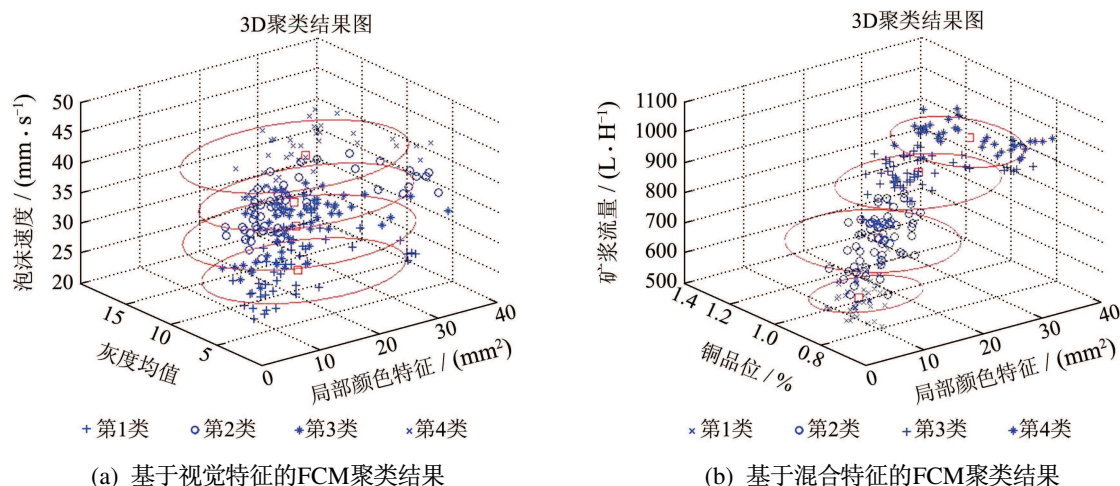 3D聚类结果图
泡沫速度 / (mm · s⁻¹)
50
45
40
35
30
25
20
15
10
5
0
灰度均值
10
20
30
40
局部颜色特征 / (mm²)
+ 第1类 ○ 第2类 * 第3类 × 第4类
(a) 基于视觉特征的FCM聚类结果
3D聚类结果图
矿浆流量 / (L · H⁻¹)
1100
1000
900
800
700
600
500
1.4
1.2
1.0
0.8
0
铜品位 / %
10
20
30
40
局部颜色特征 / (mm²)
× 第1类 ○ 第2类 + 第3类 * 第4类
(b) 基于混合特征的FCM聚类结果